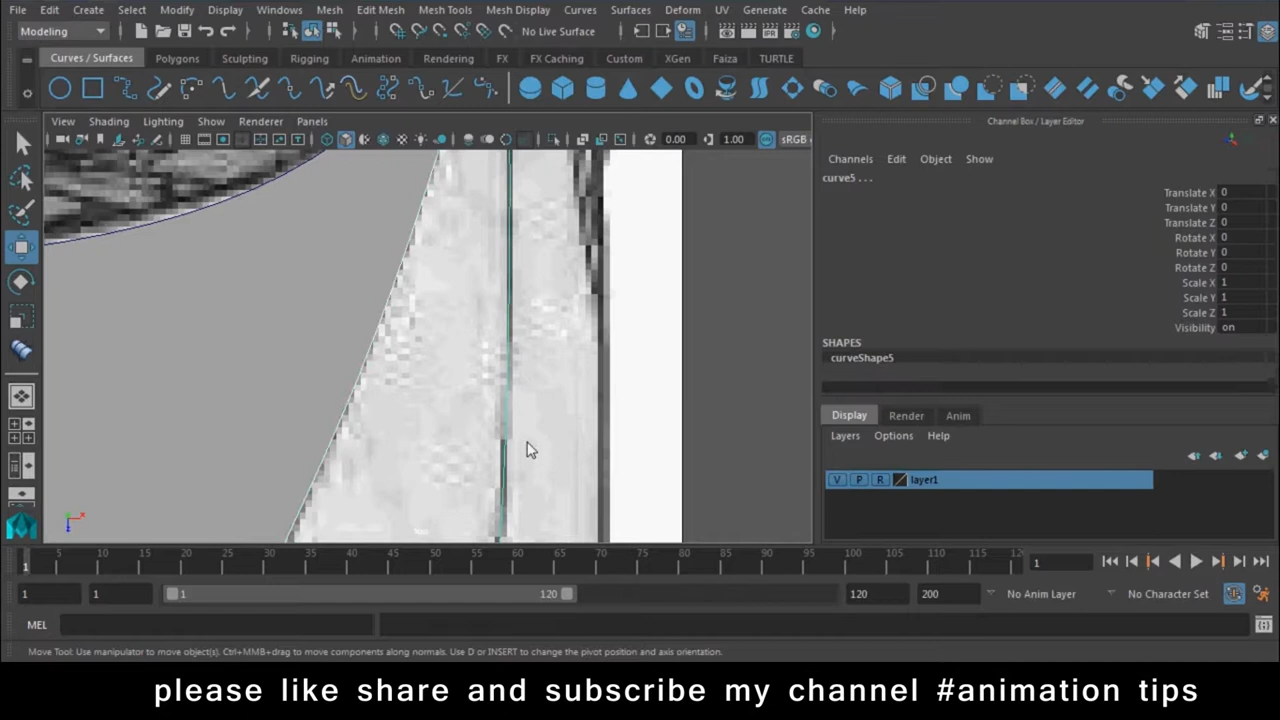 File Edit Create Select Modify Display Windows Mesh Edit Mesh Mesh Tools Mesh Display Curves Surfaces Deform UV Generate Cache Help
Modeling No Live Surface
Curves / Surfaces Polygons Sculpting Rigging Animation Rendering FX FX Caching Custom XGen Faiza TURTLE
View Shading Lighting Show Renderer Panels
0.00 1.00 sRGB
Channel Box / Layer Editor
Channels Edit Object Show
curve5 . . .
Translate X 0
Translate Y 0
Translate Z 0
Rotate X 0
Rotate Y 0
Rotate Z 0
Scale X 1
Scale Y 1
Scale Z 1
Visibility on
SHAPES
curveShape5
Display Render Anim
Layers Options Help
V P R layer1
5 10 15 20 25 30 35 40 45 50 55 60 65 70 75 80 85 90 95 100 105 110 115 12
1 1
1 1 1 120 120 200 No Anim Layer No Character Set
MEL
Move Tool: Use manipulator to move object(s). Ctrl+MMB+drag to move components along normals. Use D or INSERT to change the pivot position and axis orientation.
please like share and subscribe my channel #animation tips